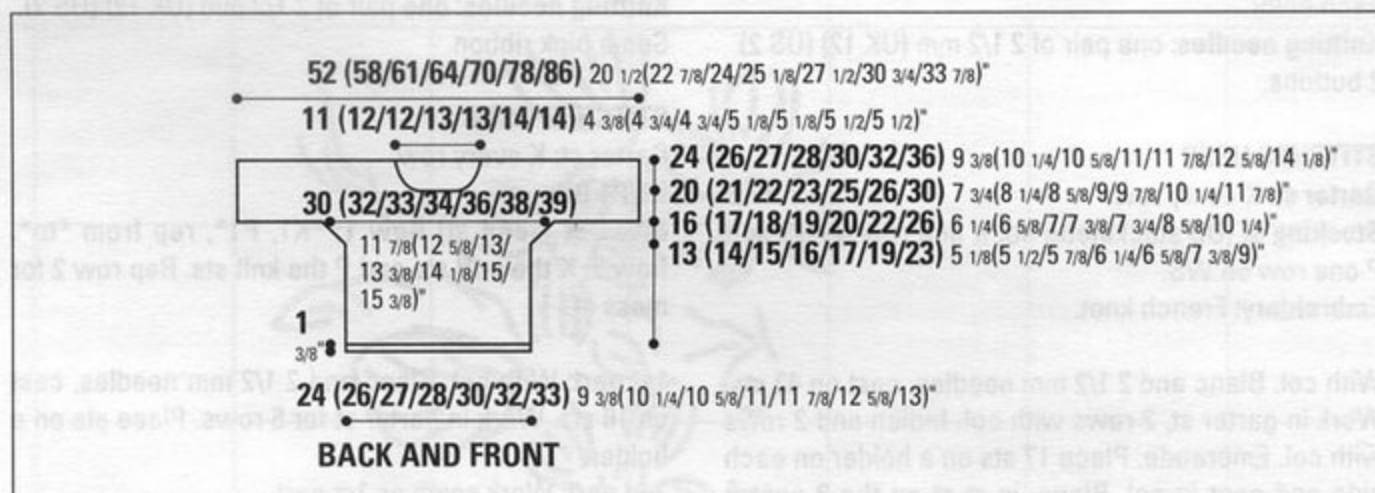 52 (58/61/64/70/78/86) 20 1/2(22 7/8/24/25 1/8/27 1/2/30 3/4/33 7/8)"
11 (12/12/13/13/14/14) 4 3/8(4 3/4/4 3/4/5 1/8/5 1/8/5 1/2/5 1/2)"
24 (26/27/28/30/32/36) 9 3/8(10 1/4/10 5/8/11/11 7/8/12 5/8/14 1/8)"
20 (21/22/23/25/26/30) 7 3/4(8 1/4/8 5/8/9/9 7/8/10 1/4/11 7/8)"
30 (32/33/34/36/38/39)
16 (17/18/19/20/22/26) 6 1/4(6 5/8/7/7 3/8/7 3/4/8 5/8/10 1/4)"
13 (14/15/16/17/19/23) 5 1/8(5 1/2/5 7/8/6 1/4/6 5/8/7 3/8/9)"
11 7/8(12 5/8/13/
13 3/8/14 1/8/15/
15 3/8)"
1
3/8"
24 (26/27/28/30/32/33) 9 3/8(10 1/4/10 5/8/11/11 7/8/12 5/8/13)"
BACK AND FRONT